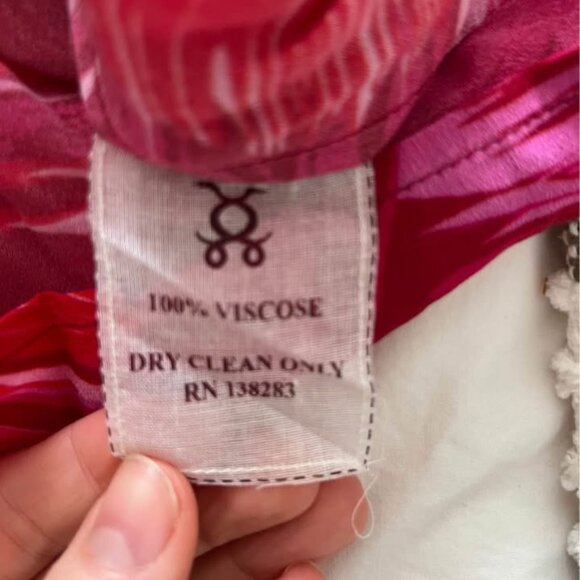 100% VISCOSE
DRY CLEAN ONLY
RN 138283